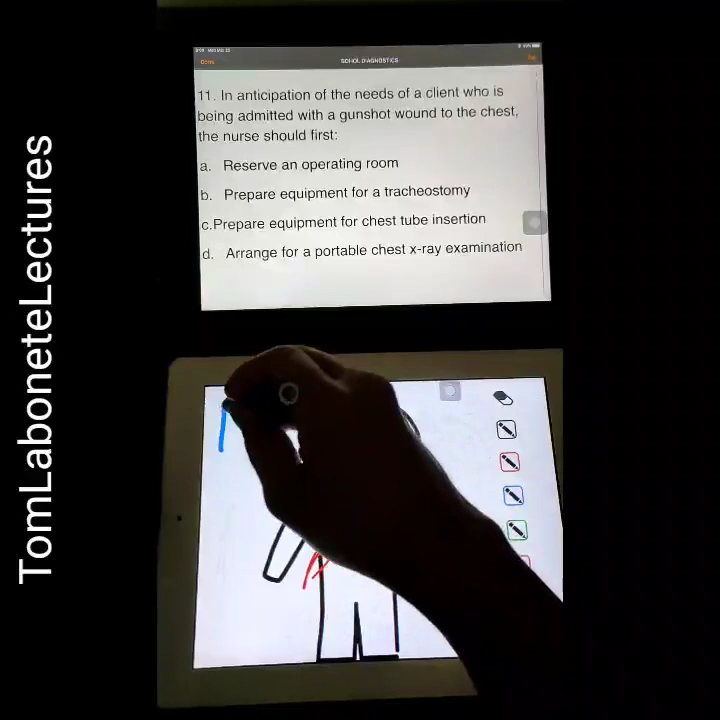 TomLaboneteLectures
Done
SCHOL DIAGNOSTICS
11. In anticipation of the needs of a client who is
being admitted with a gunshot wound to the chest,
the nurse should first:
a. Reserve an operating room
b. Prepare equipment for a tracheostomy
c.Prepare equipment for chest tube insertion
d. Arrange for a portable chest x-ray examination